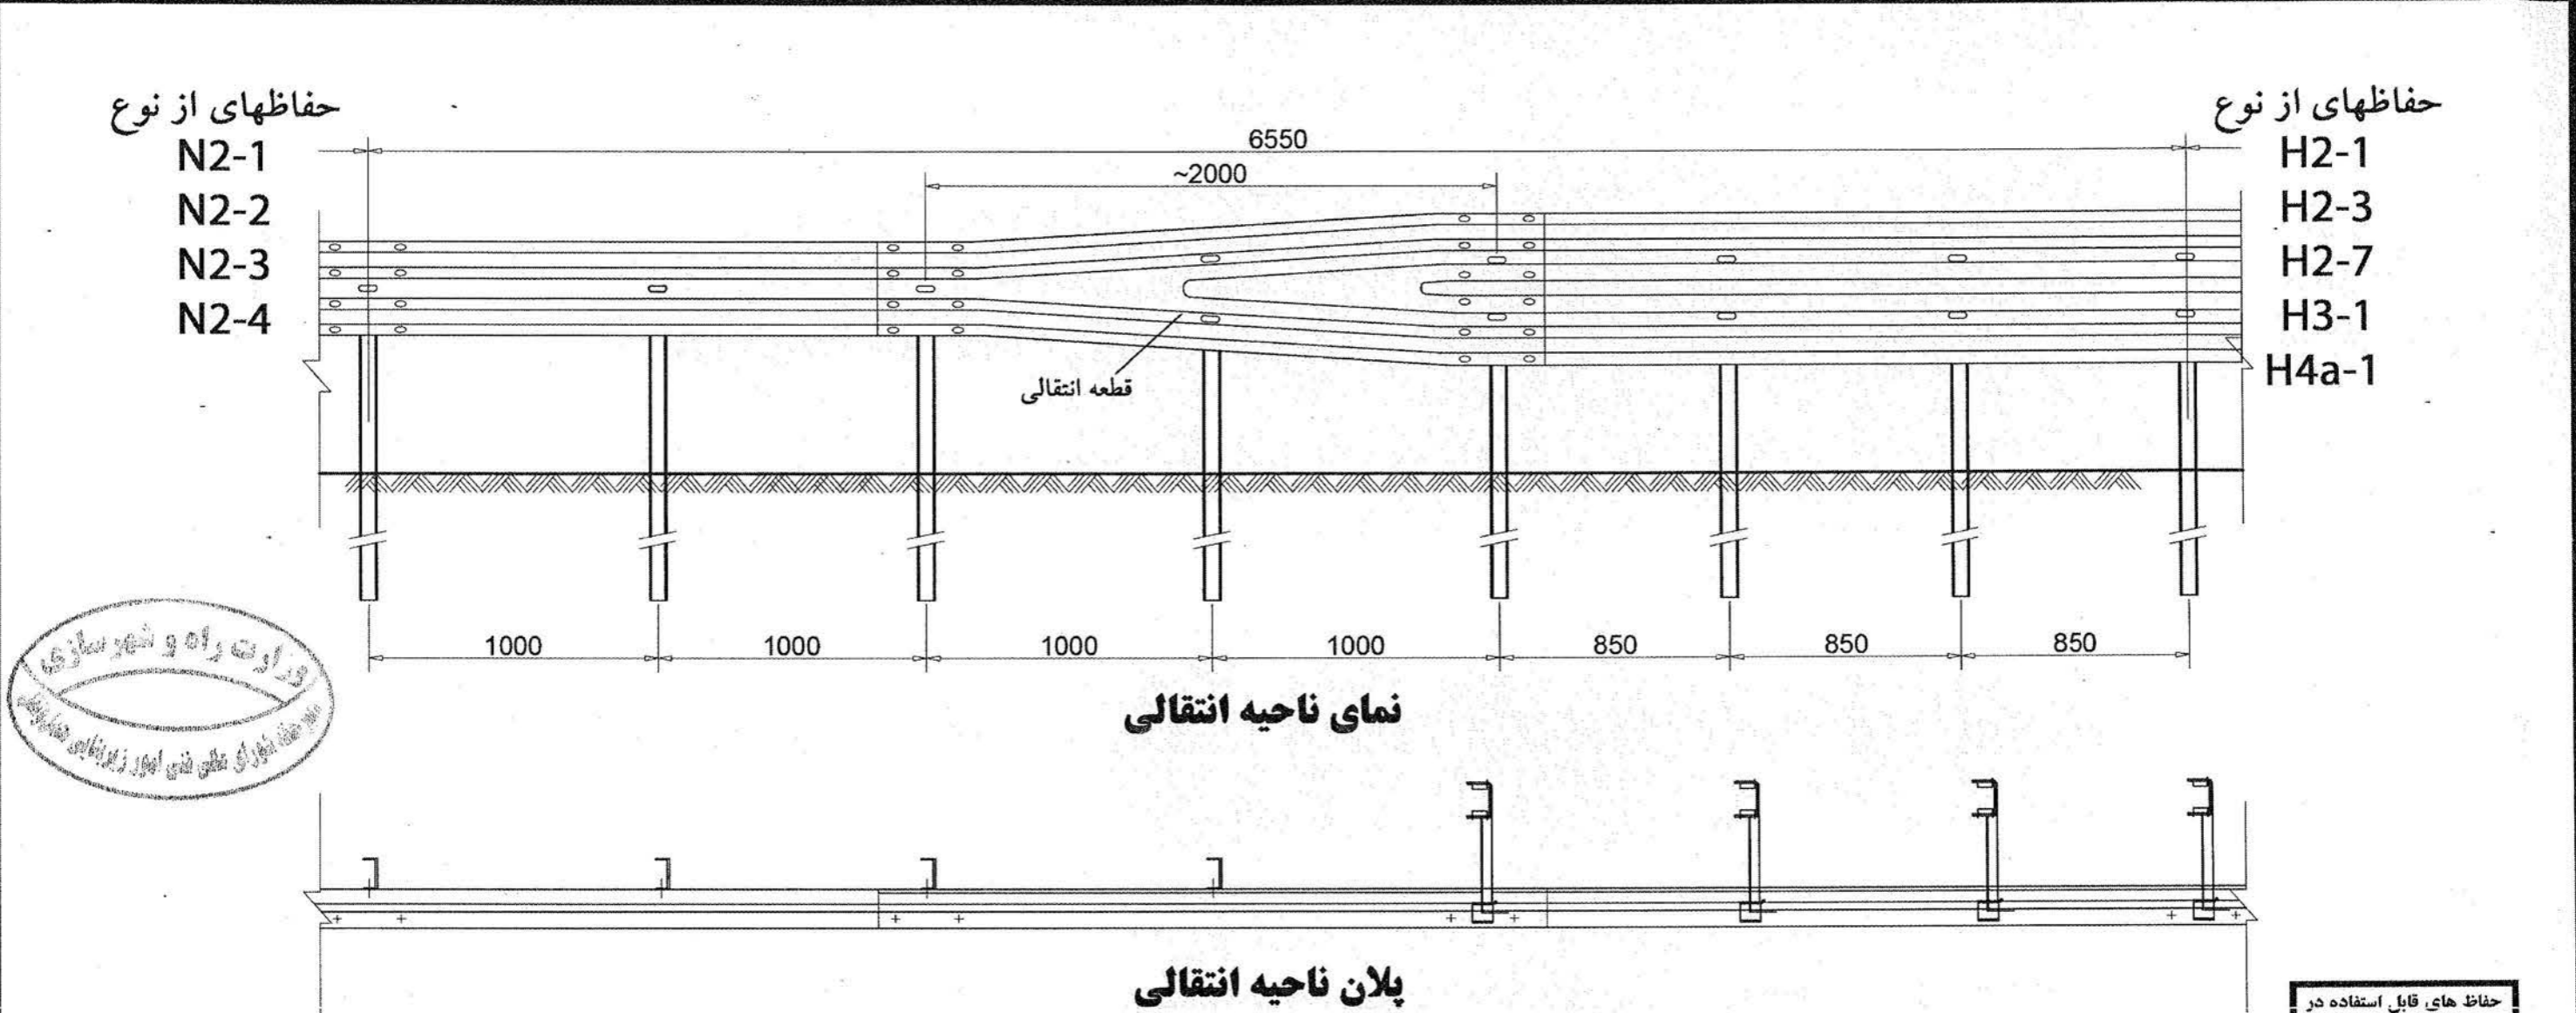 حفاظهای از نوع
N2-1
N2-2
N2-3
N2-4
حفاظهای از نوع
H2-1
H2-3
H2-7
H3-1
H4a-1
6550
~2000
قطعه انتقالی
1000
1000
1000
1000
850
850
850
نمای ناحیه انتقالی
وزارت راه و شهرسازی
پلان ناحیه انتقالی
حفاظ های قابل استفاده در